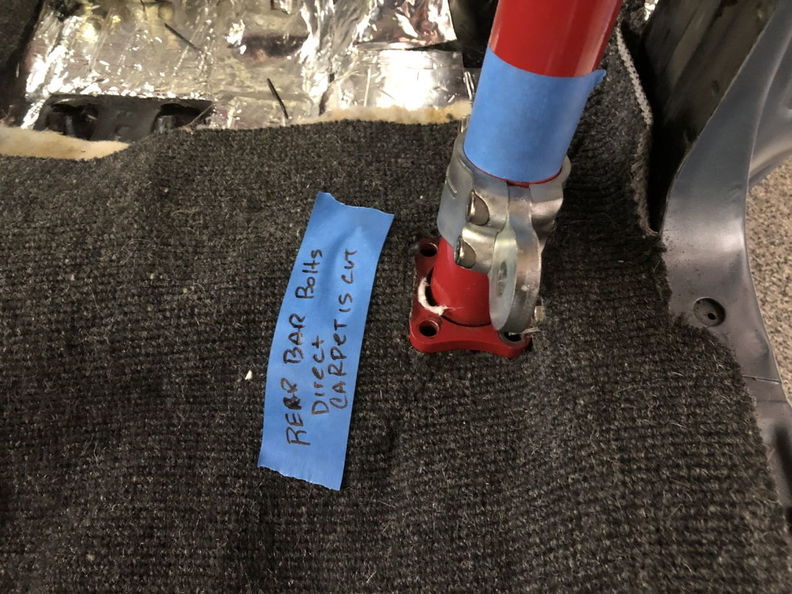 REAR BAR Bolts
Direct
CARPET IS CUT